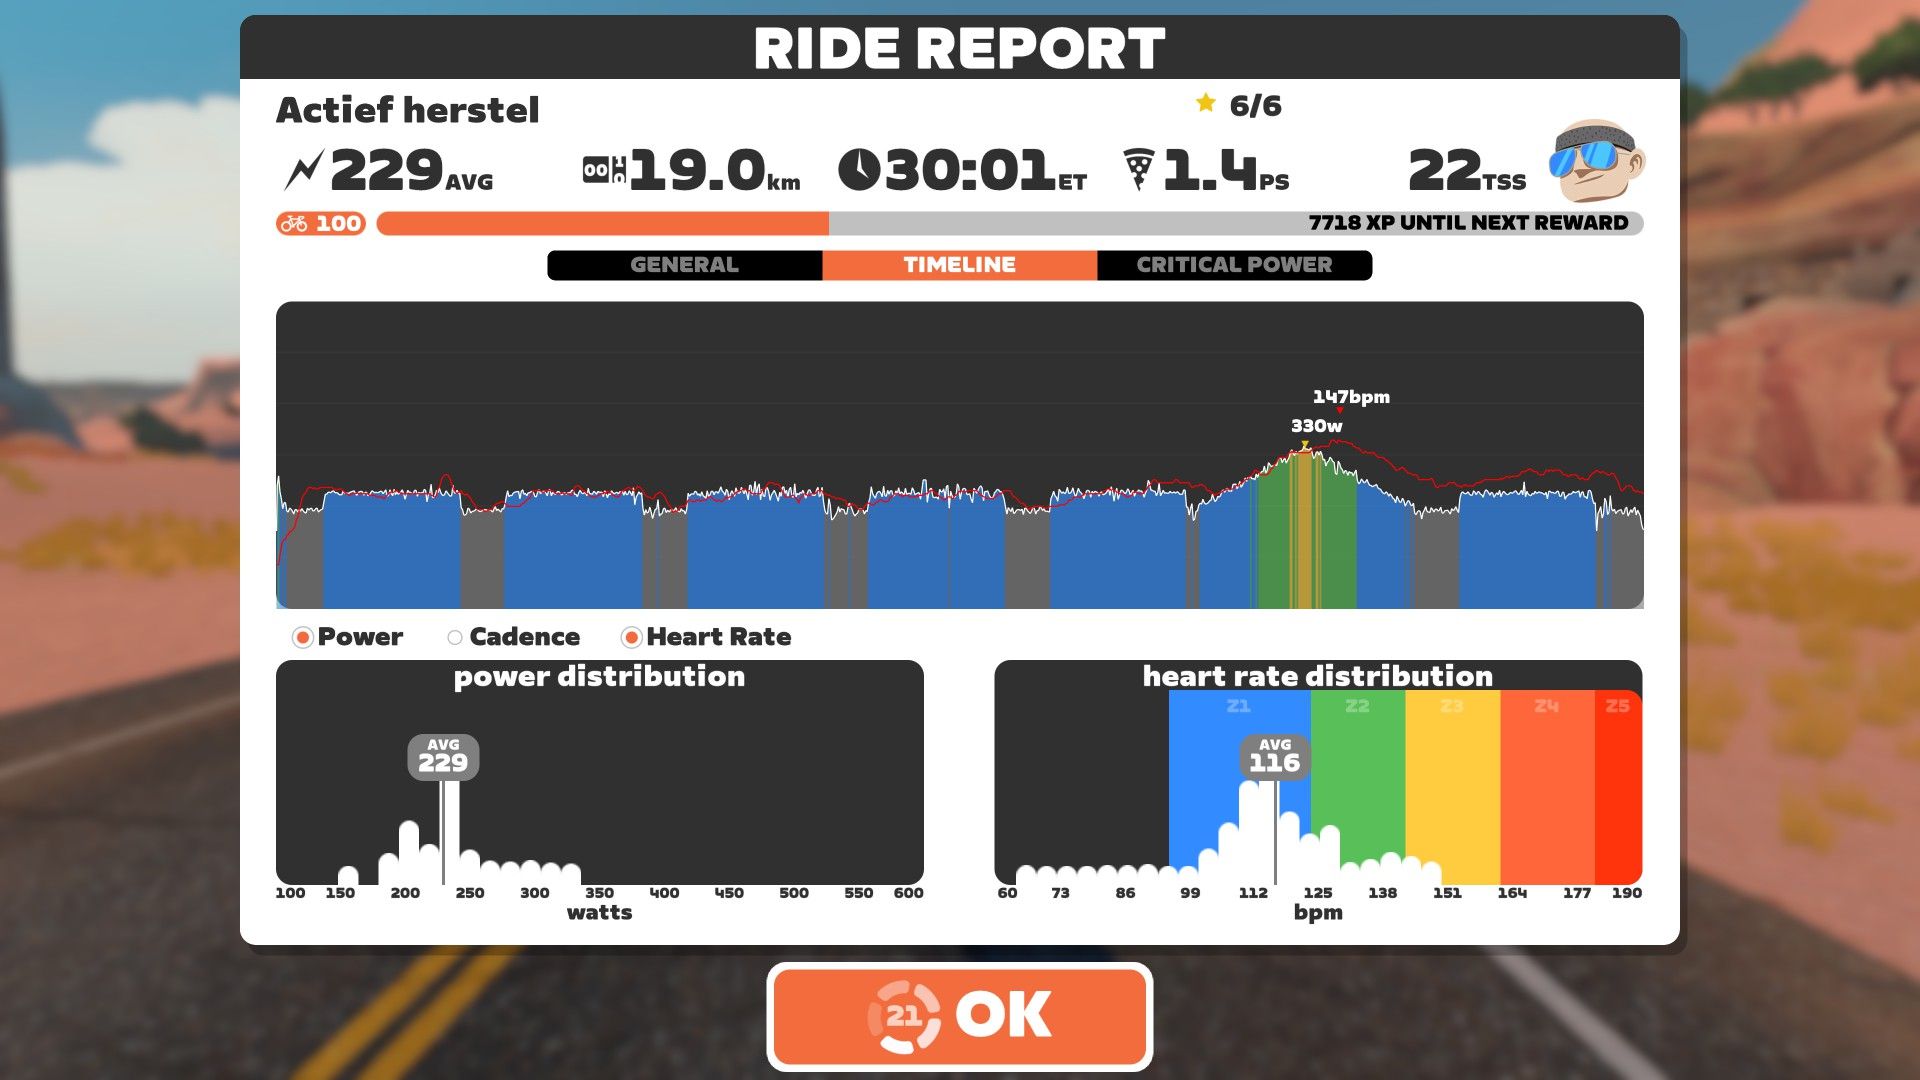 RIDE REPORT
Actief herstel
6/6
229AVG
19.0km
30:01ET
1.4PS
22TSS
100
7718 XP UNTIL NEXT REWARD
GENERAL
TIMELINE
CRITICAL POWER
147bpm
330w
Power
Cadence
Heart Rate
power distribution
AVG
229
100 150 200 250 300 350 400 450 500 550 600
watts
heart rate distribution
Z1 Z2 Z3 Z4 Z5
AVG
116
60 73 86 99 112 125 138 151 164 177 190
bpm
21
OK